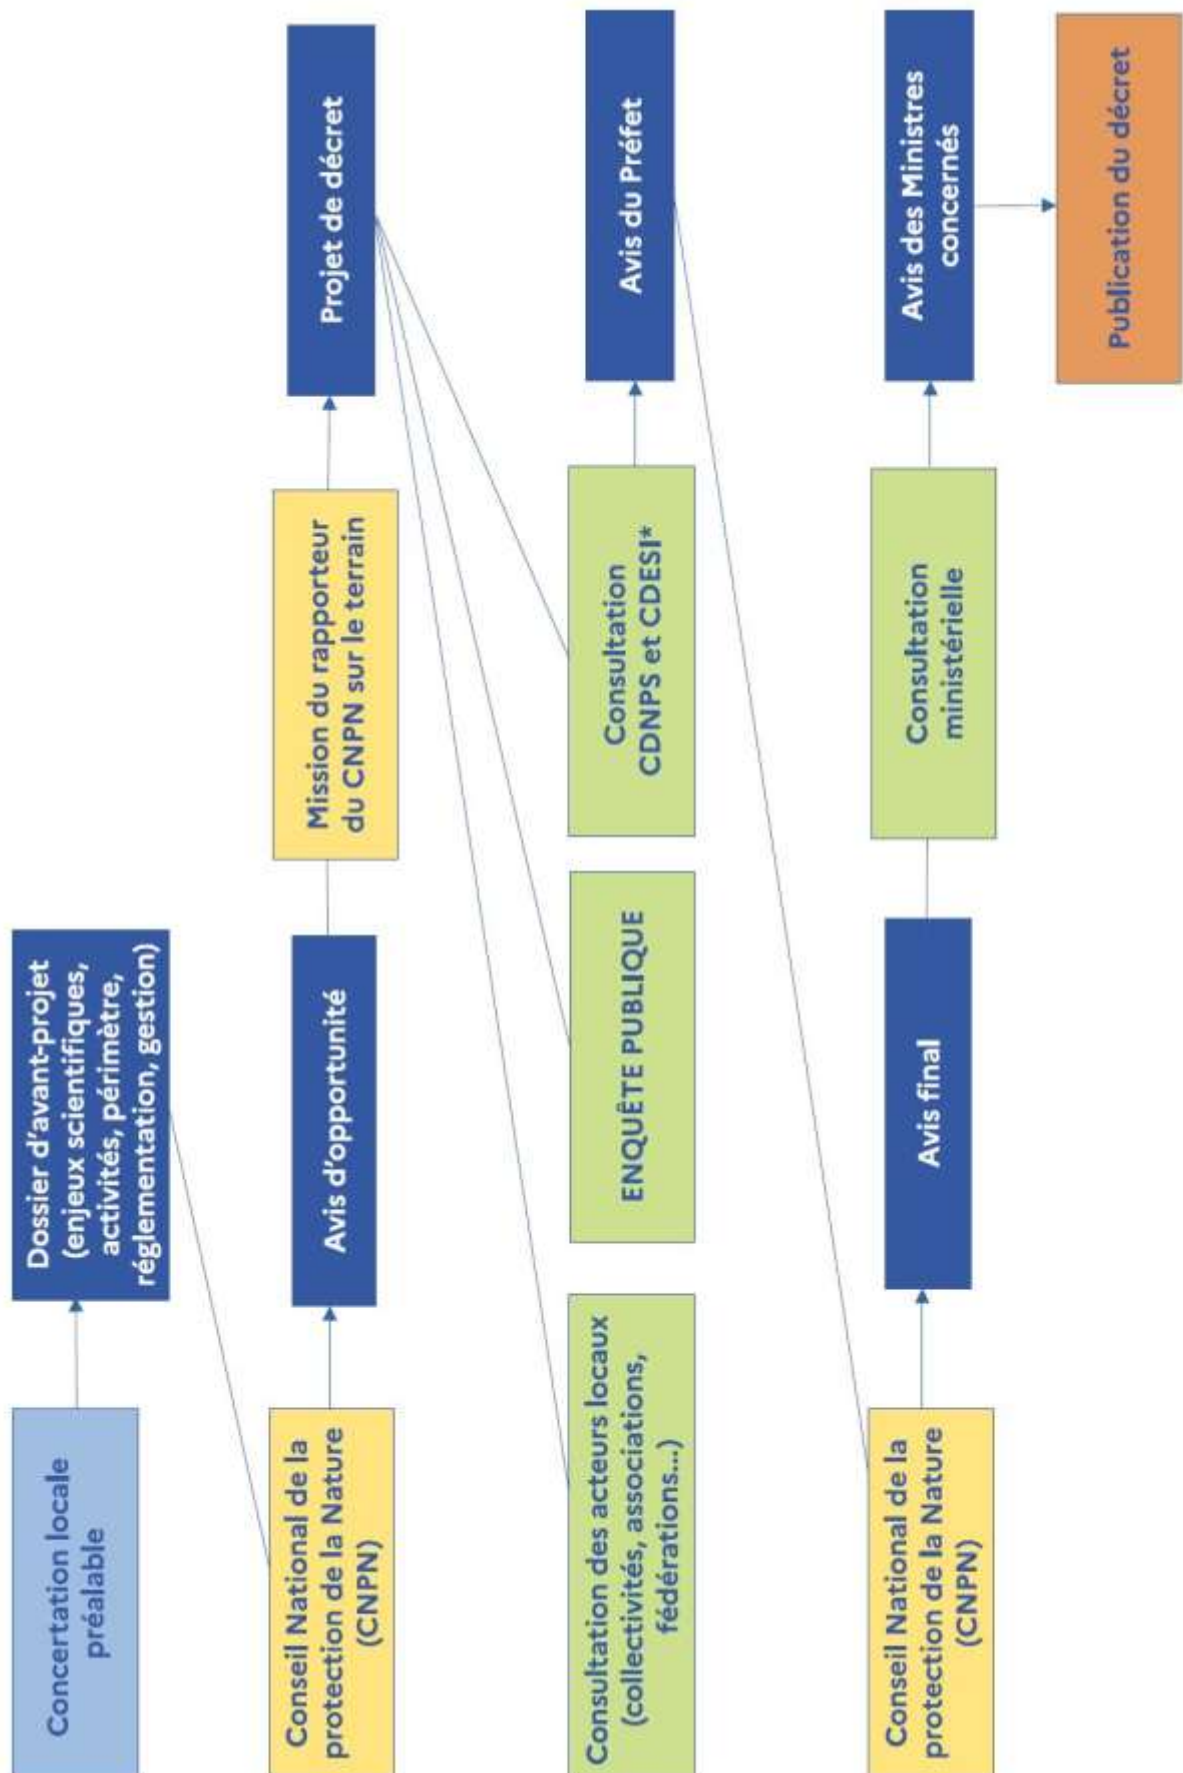 Concertation locale
préalable
Dossier d'avant-projet
(enjeux scientifiques,
activités, périmètre,
réglementation, gestion)
Conseil National de la
protection de la Nature
(CNPN)
Avis d'opportunité
Mission du rapporteur
du CNPN sur le terrain
Projet de décret
Consultation des acteurs locaux
(collectivités, associations,
fédérations...)
ENQUÊTE PUBLIQUE
Consultation
CDNPS et CDESI*
Avis du Préfet
Conseil National de la
protection de la Nature
(CNPN)
Avis final
Consultation
ministérielle
Avis des Ministres
concernés
Publication du décret